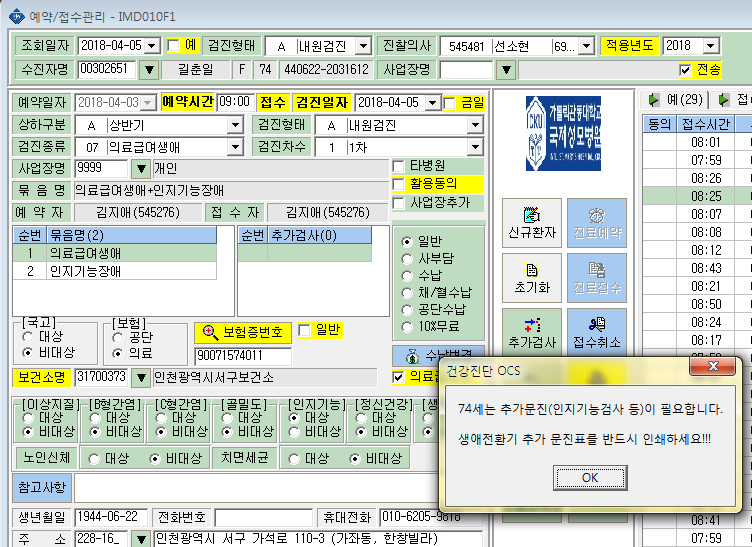 예약/접수관리 - IMD010F1
조회일자 2018-04-05 예 검진형태 A 내원검진 진찰의사 545481 선소현 69... 적용년도 2018
수진자명 00302651 길춘일 F 74 440622-2031612 사업장명 전송
예약일자 2018-04-03 예약시간 09:00 접수 검진일자 2018-04-05 금일
상하구분 A 상반기 검진형태 A 내원검진
검진종류 07 의료급여생애 검진차수 1 1차
사업장명 9999 개인
묶 음 명 의료급여생애+인지기능장애
예 약 자 김지애(545276) 접 수 자 김지애(545276)
타병원
활용동의
사업장추가
순번 묶음명(2)
1 의료급여생애
2 인지기능장애
순번 추가검사(0)
일반
사부담
수납
채/혈수납
공단수납
10%무료
[국고]
대상
비대상
[보험]
공단
의료
보험증번호 일반
90071574011
수납변경
보건소명 31700373 인천광역시서구보건소
[이상지질] [B형간염] [C형간염] [골밀도] [인지기능] [정신건강]
대상 대상 대상 대상 대상 대상
비대상 비대상 비대상 비대상 비대상 비대상
노인신체 대상 비대상 치면세균 대상 비대상
참고사항
생년월일 1944-06-22 전화번호 휴대전화 010-6205-9818
주 소 228-16_ 인천광역시 서구 가석로 110-3 (가좌동, 한창빌라)
CKU
가톨릭관동대학교
국제성모병원
INT'L ST. MARY'S HOSPITAL, CKU
신규환자 진료예약
초기화 진료접수
추가검사 접수취소
예(29)
동의 접수시간
08:01
07:59
08:26
08:25
08:07
08:08
08:12
08:43
08:21
08:50
08:24
08:17
건강진단 OCS
74세는 추가문진(인지기능검사 등)이 필요합니다.
생애전환기 추가 문진표를 반드시 인쇄하세요!!!
OK
08:41
07:59